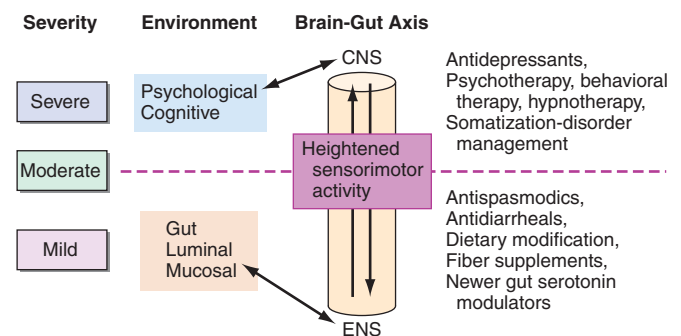 Severity
Environment
Brain-Gut Axis
CNS
Severe
Psychological
Cognitive
Antidepressants,
Psychotherapy, behavioral
therapy, hypnotherapy,
Somatization-disorder
management
Moderate
Heightened
sensorimotor
activity
Mild
Gut
Luminal
Mucosal
Antispasmodics,
Antidiarrheals,
Dietary modification,
Fiber supplements,
Newer gut serotonin
modulators
ENS